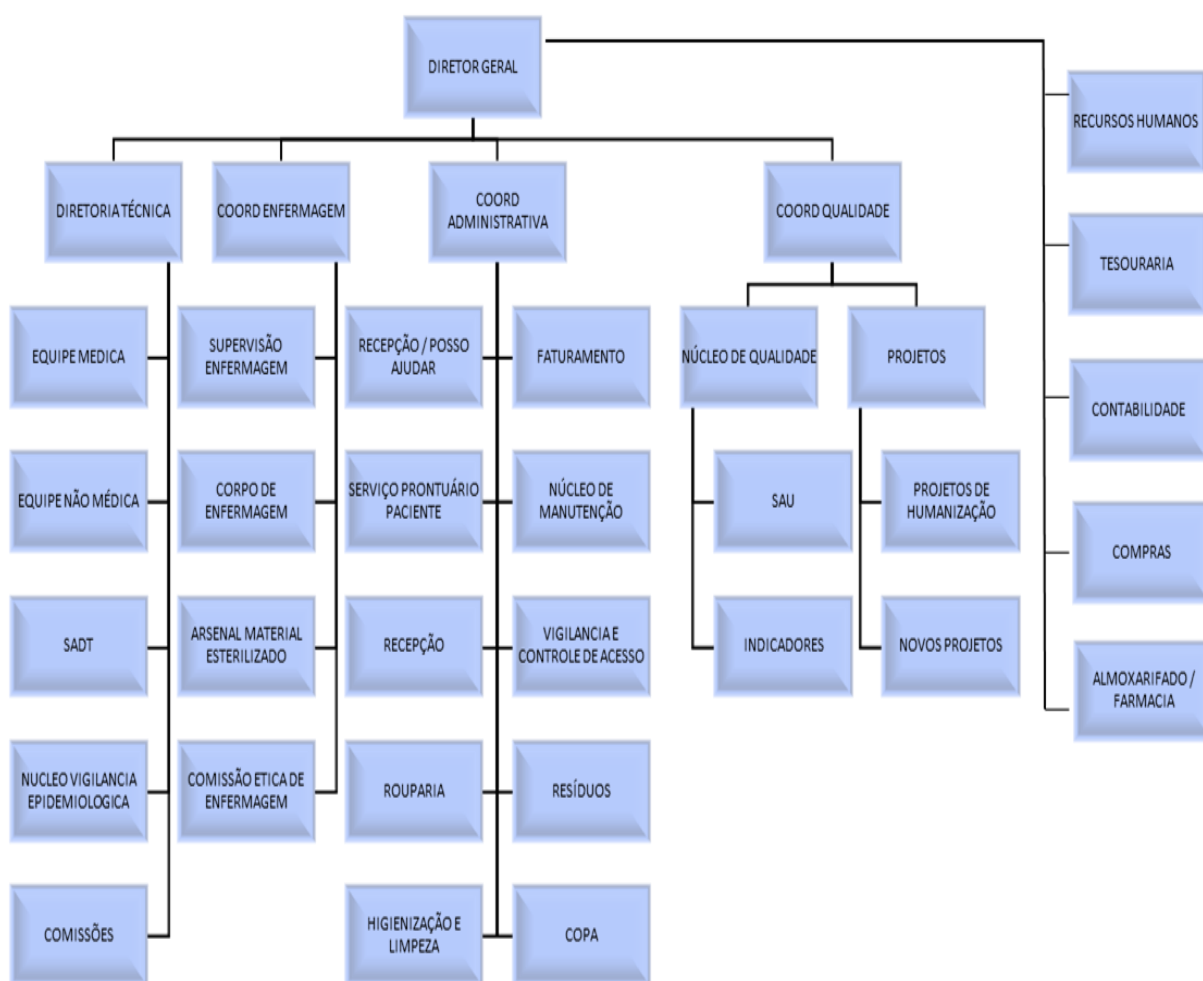 DIRETOR GERAL
DIRETORIA TÉCNICA
COORD ENFERMAGEM
COORD
ADMINISTRATIVA
COORD QUALIDADE
RECURSOS HUMANOS
TESOURARIA
CONTABILIDADE
COMPRAS
ALMOXARIFADO /
FARMACIA
EQUIPE MEDICA
EQUIPE NÃO MÉDICA
SADT
NUCLEO VIGILANCIA
EPIDEMIOLOGICA
COMISSÕES
SUPERVISÃO
ENFERMAGEM
CORPO DE
ENFERMAGEM
ARSENAL MATERIAL
ESTERILIZADO
COMISSÃO ETICA DE
ENFERMAGEM
RECEPÇÃO / POSSO
AJUDAR
FATURAMENTO
SERVIÇO PRONTUÁRIO
PACIENTE
NÚCLEO DE
MANUTENÇÃO
RECEPÇÃO
VIGILANCIA E
CONTROLE DE ACESSO
ROUPARIA
RESÍDUOS
HIGIENIZAÇÃO E
LIMPEZA
COPA
NÚCLEO DE QUALIDADE
PROJETOS
SAU
PROJETOS DE
HUMANIZAÇÃO
INDICADORES
NOVOS PROJETOS